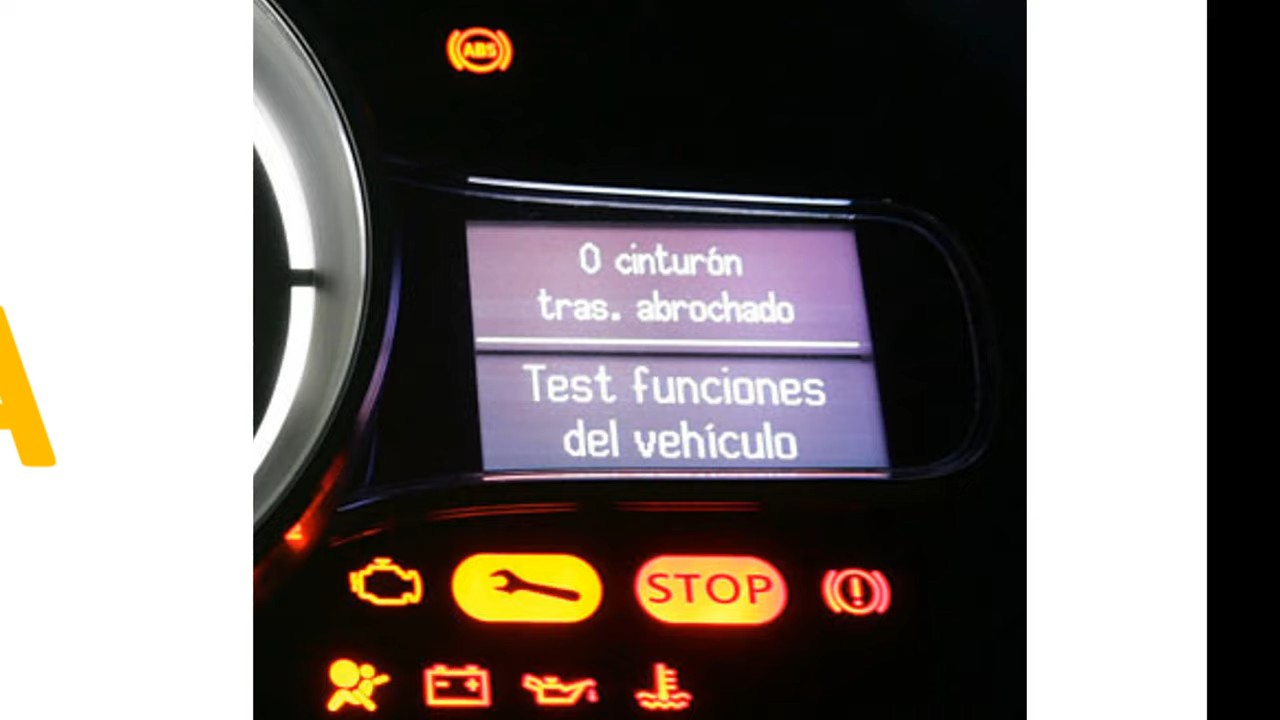 A
ABS
0 cinturón
tras. abrochado
Test funciones
del vehículo
STOP